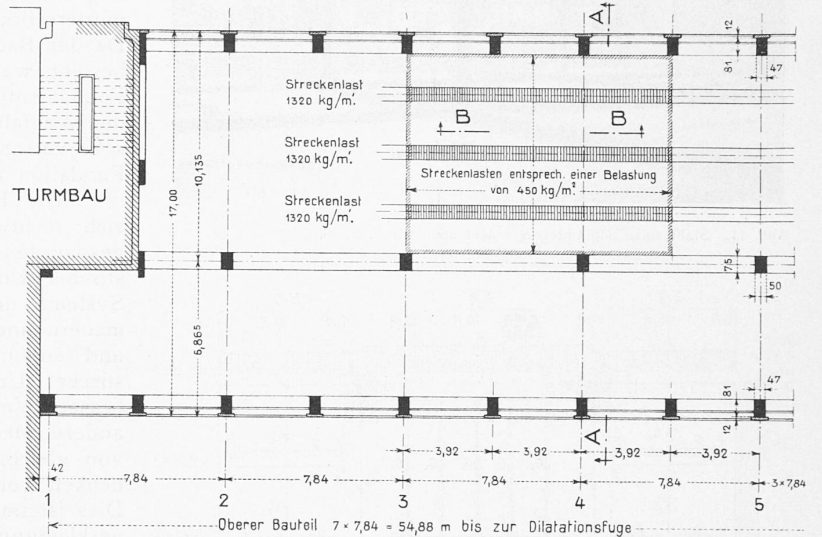 A
12
81
47
Streckenlast
1320 kg/m'.
B
B
Streckenlast
1320 kg/m'.
Streckenlasten entsprech. einer Belastung
von 450 kg/m²
TURMBAU
17,00
10,135
Streckenlast
1320 kg/m'.
75
50
6,865
47
81
12
A
3,92
3,92
3,92
3,92
42
7,84
7,84
7,84
7,84
3×7,84
1
2
3
4
5
Oberer Bauteil 7 × 7,84 = 54,88 m bis zur Dilatationsfuge